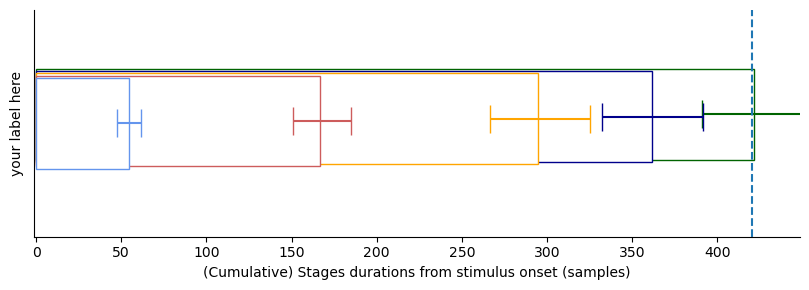 your label here
0 50 100 150 200 250 300 350 400
(Cumulative) Stages durations from stimulus onset (samples)